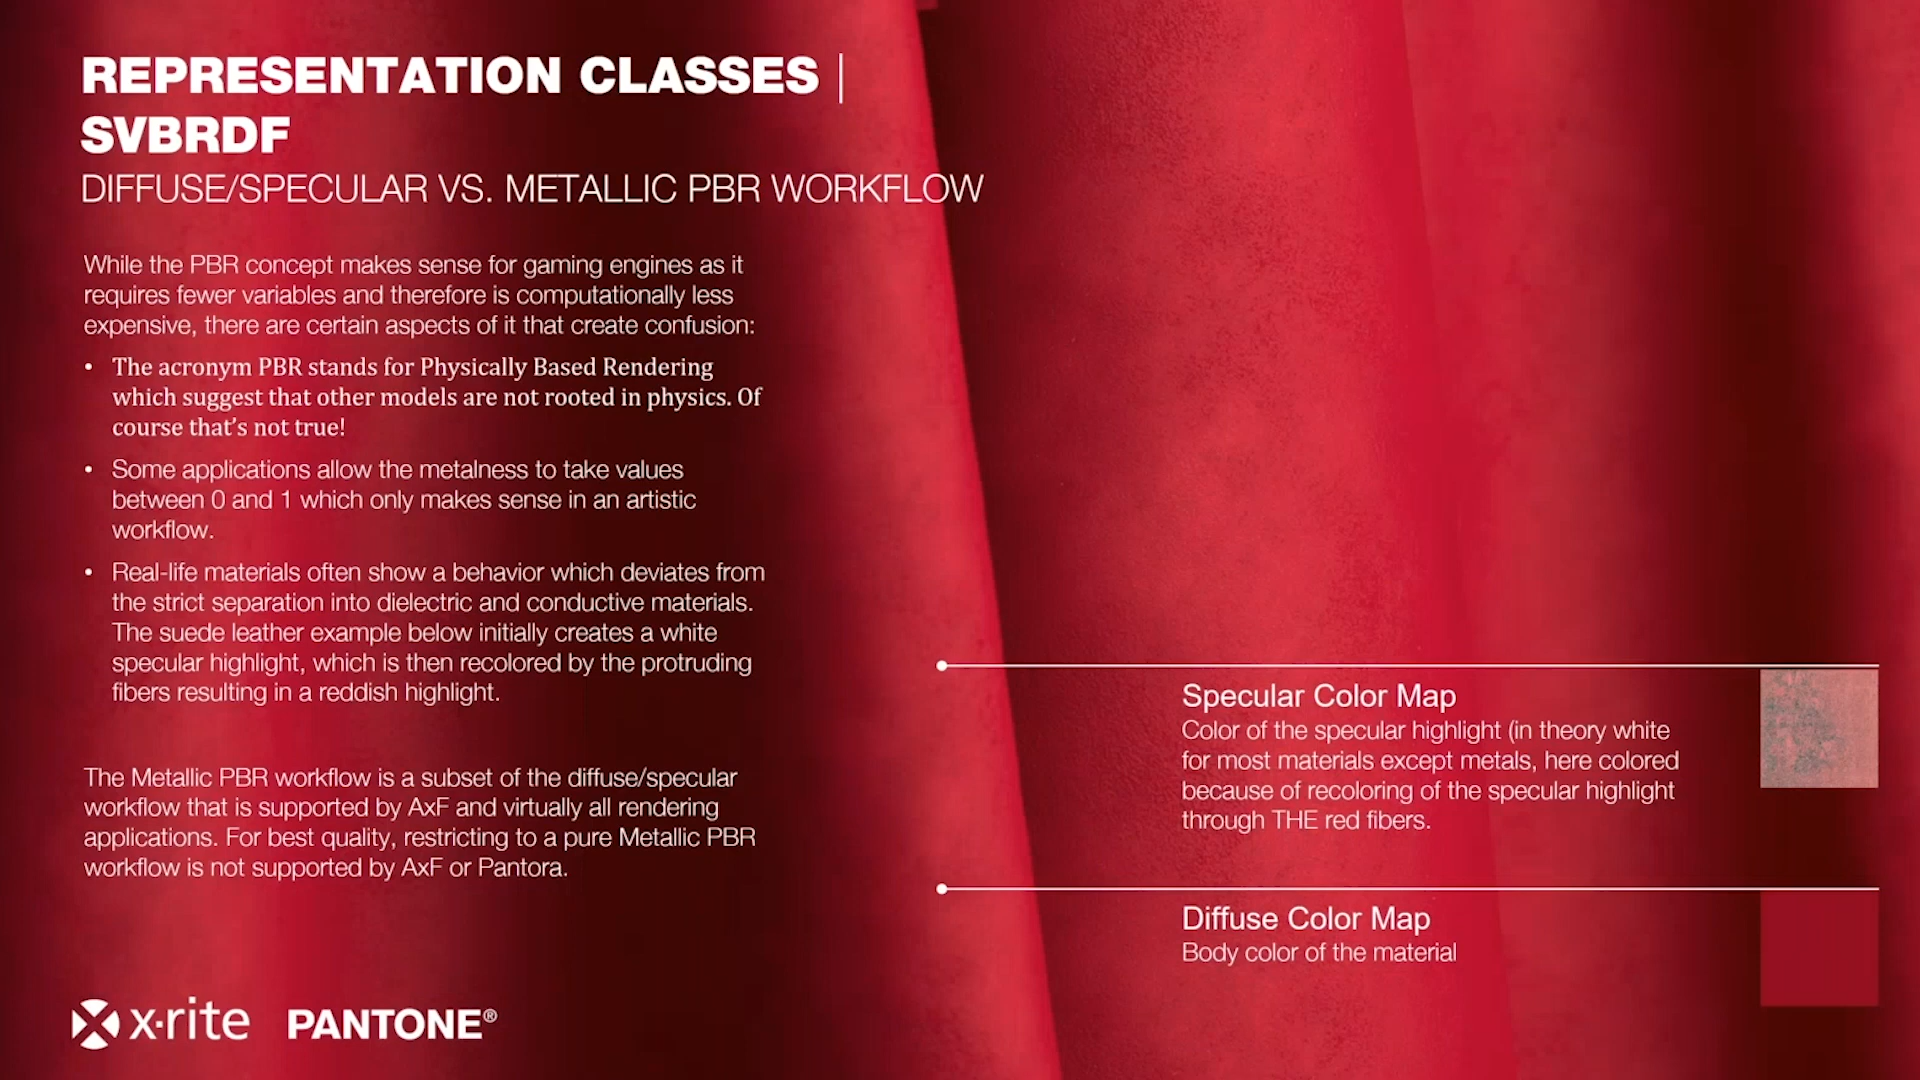 REPRESENTATION CLASSES |
SVBRDF
DIFFUSE/SPECULAR VS. METALLIC PBR WORKFLOW
While the PBR concept makes sense for gaming engines as it
requires fewer variables and therefore is computationally less
expensive, there are certain aspects of it that create confusion:
• The acronym PBR stands for Physically Based Rendering
which suggest that other models are not rooted in physics. Of
course that's not true!
• Some applications allow the metalness to take values
between 0 and 1 which only makes sense in an artistic
workflow.
• Real-life materials often show a behavior which deviates from
the strict separation into dielectric and conductive materials.
The suede leather example below initially creates a white
specular highlight, which is then recolored by the protruding
fibers resulting in a reddish highlight.
The Metallic PBR workflow is a subset of the diffuse/specular
workflow that is supported by AxF and virtually all rendering
applications. For best quality, restricting to a pure Metallic PBR
workflow is not supported by AxF or Pantora.
Specular Color Map
Color of the specular highlight (in theory white
for most materials except metals, here colored
because of recoloring of the specular highlight
through THE red fibers.
Diffuse Color Map
Body color of the material
x·rite PANTONE®